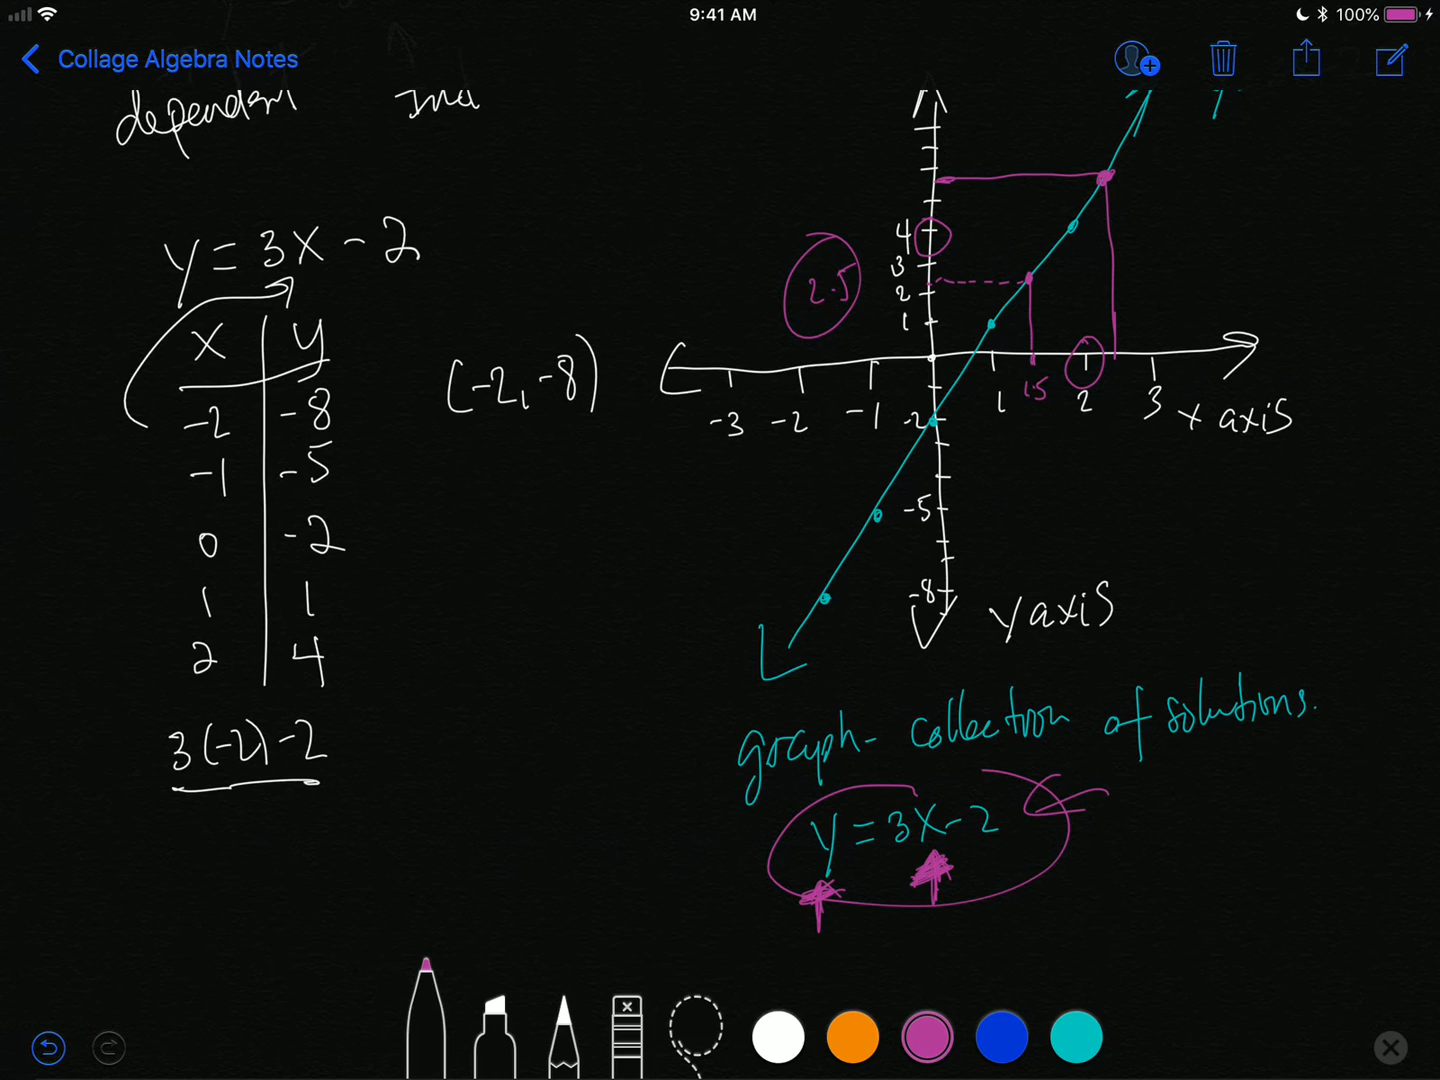 9:41 AM
100%
Collage Algebra Notes
dependent
y = 3x - 2
x y
-2 -8
-1 -5
0 -2
1 1
2 4
3(-2)-2
(-2, -8)
2.5
4
3
2
1
-3 -2 -1 1 1.5 2 3 x axis
-2
-5
-8
y axis
graph - collection of solutions.
y = 3x - 2